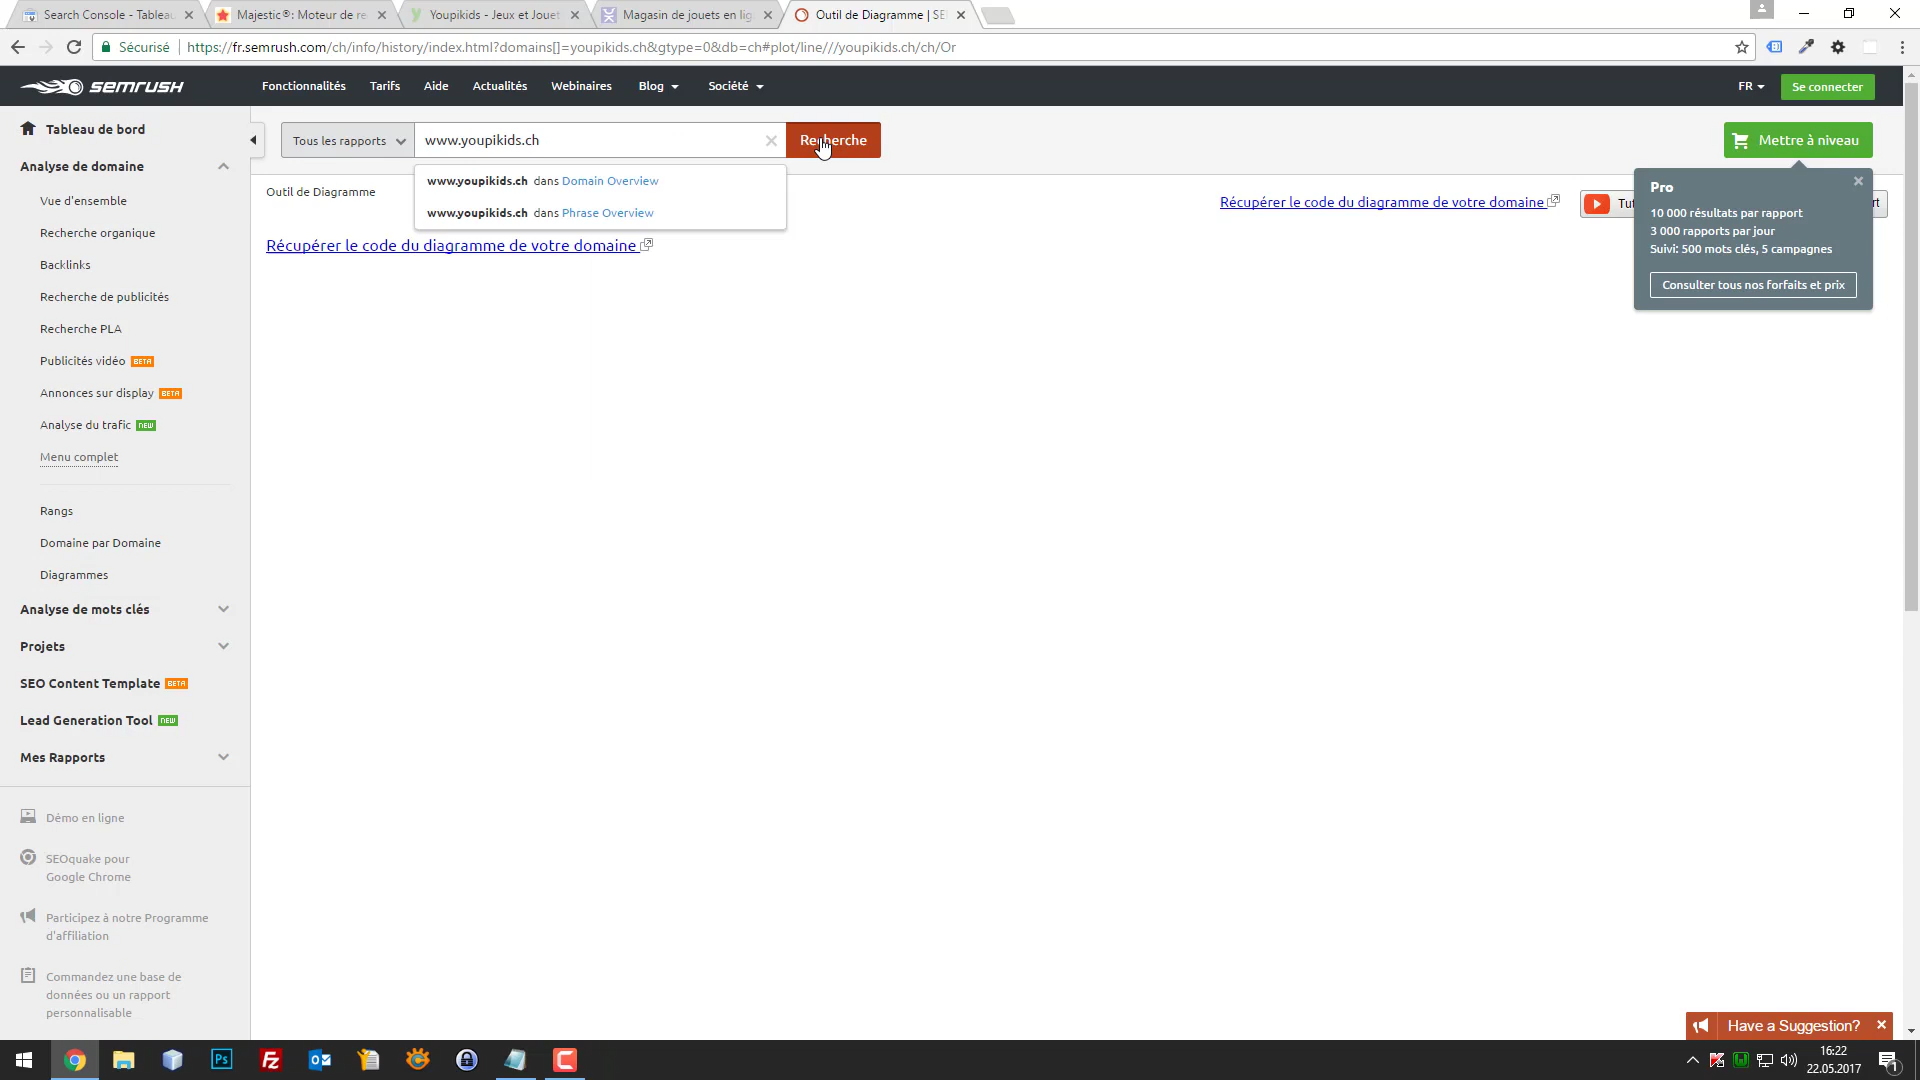 Search Console - Tableau
Majestic®: Moteur de re
Youpikids - Jeux et Jouet
Magasin de jouets en lig
Outil de Diagramme | SE
Sécurisé
https://fr.semrush.com/ch/info/history/index.html?domains[]=youpikids.ch&gtype=0&db=ch#plot/line///youpikids.ch/ch/Or
SEMRUSH
Fonctionnalités
Tarifs
Aide
Actualités
Webinaires
Blog
Société
FR
Se connecter
Tous les rapports
www.youpikids.ch
Recherche
Mettre à niveau
www.youpikids.ch dans Domain Overview
www.youpikids.ch dans Phrase Overview
Outil de Diagramme
Récupérer le code du diagramme de votre domaine
Récupérer le code du diagramme de votre domaine
Pro
10 000 résultats par rapport
3 000 rapports par jour
Suivi: 500 mots clés, 5 campagnes
Consulter tous nos forfaits et prix
Tableau de bord
Analyse de domaine
Vue d'ensemble
Recherche organique
Backlinks
Recherche de publicités
Recherche PLA
Publicités vidéo BETA
Annonces sur display BETA
Analyse du trafic NEW
Menu complet
Rangs
Domaine par Domaine
Diagrammes
Analyse de mots clés
Projets
SEO Content Template BETA
Lead Generation Tool NEW
Mes Rapports
Démo en ligne
SEOquake pour
Google Chrome
Participez à notre Programme
d'affiliation
Commandez une base de
données ou un rapport
personnalisable
Have a Suggestion?
16:22
22.05.2017